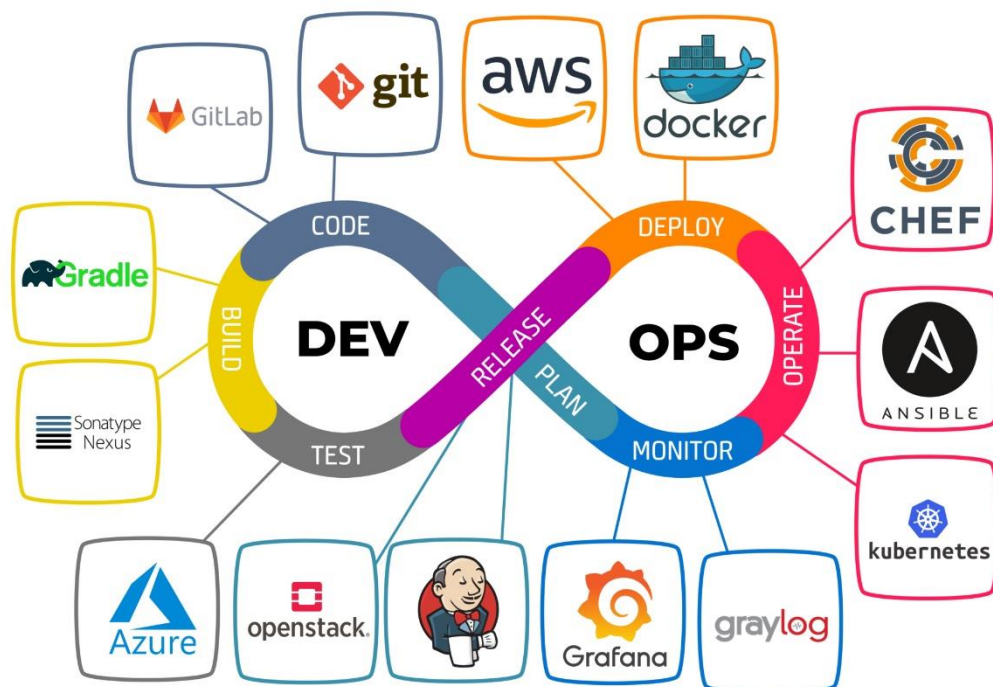 GitLab
git
aws
docker
CHEF
Gradle
CODE
DEPLOY
BUILD
DEV
RELEASE
OPS
OPERATE
PLAN
ANSIBLE
Sonatype
Nexus
TEST
MONITOR
kubernetes
Azure
openstack.
Grafana
graylog